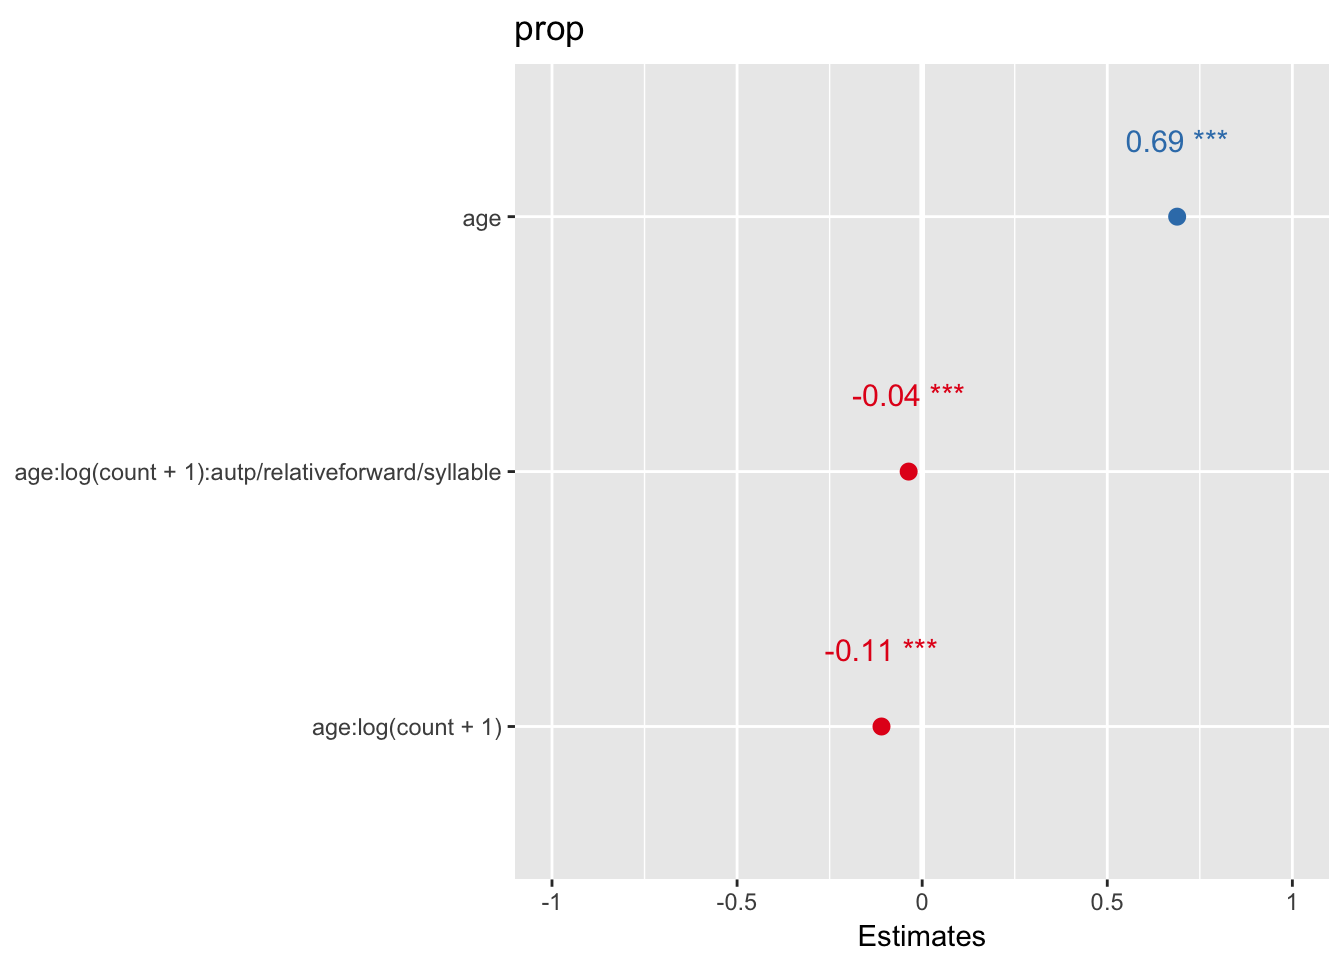 prop
0.69 ***
age
-0.04 ***
age:log(count + 1):autp/relativeforward/syllable
-0.11 ***
age:log(count + 1)
-1 -0.5 0 0.5 1
Estimates